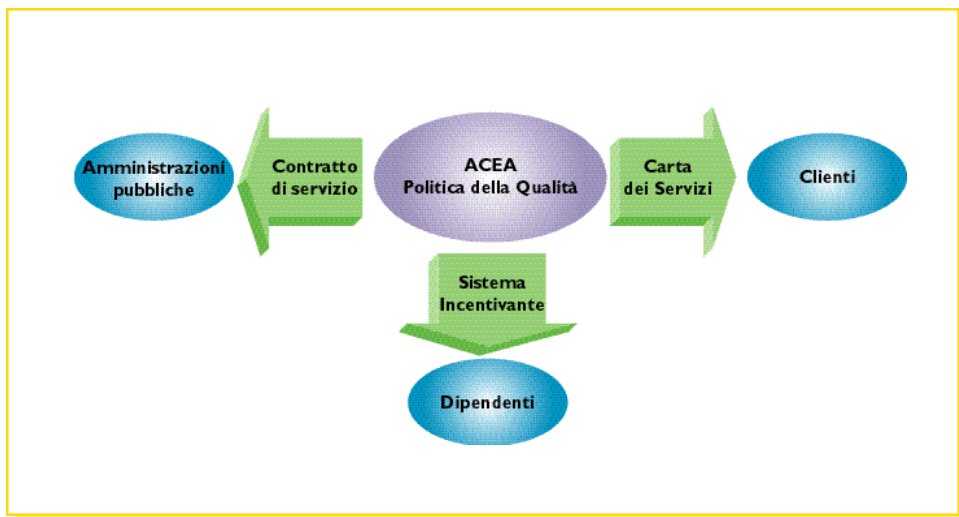 Amministrazioni
pubbliche
Contratto
di servizio
ACEA
Politica della Qualità
Carta
dei Servizi
Clienti
Sistema
Incentivante
Dipendenti